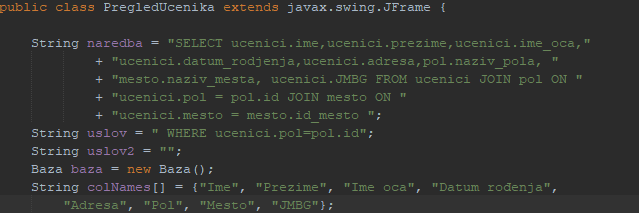 public class PregledUcenika extends javax.swing.JFrame {
String naredba = "SELECT ucenici.ime,ucenici.prezime,ucenici.ime_oca,"
+ "ucenici.datum_rodjenja,ucenici.adresa,pol.naziv_pola, "
+ "mesto.naziv_mesta, ucenici.JMBG FROM ucenici JOIN pol ON "
+ "ucenici.pol = pol.id JOIN mesto ON "
+ "ucenici.mesto = mesto.id_mesto ";
String uslov = " WHERE ucenici.pol=pol.id";
String uslov2 = "";
Baza baza = new Baza();
String colNames[] = {"Ime", "Prezime", "Ime oca", "Datum rođenja",
"Adresa", "Pol", "Mesto", "JMBG"};